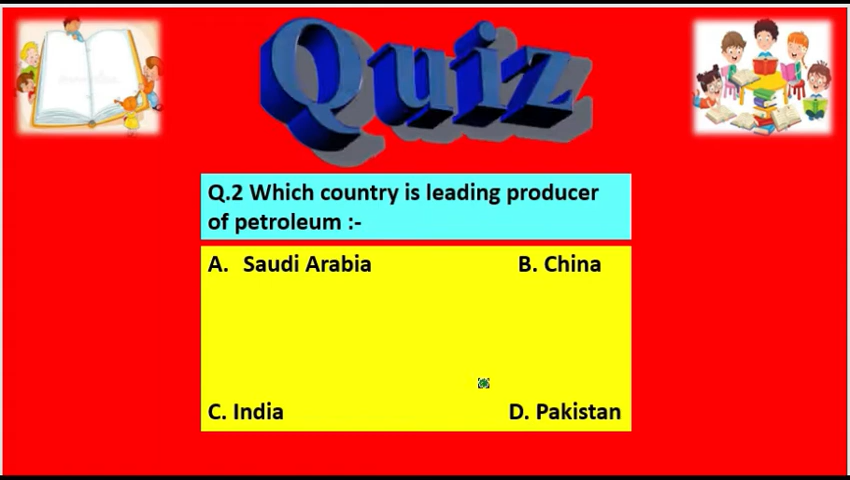 Quiz
Q.2 Which country is leading producer
of petroleum :-
A. Saudi Arabia B. China
C. India D. Pakistan